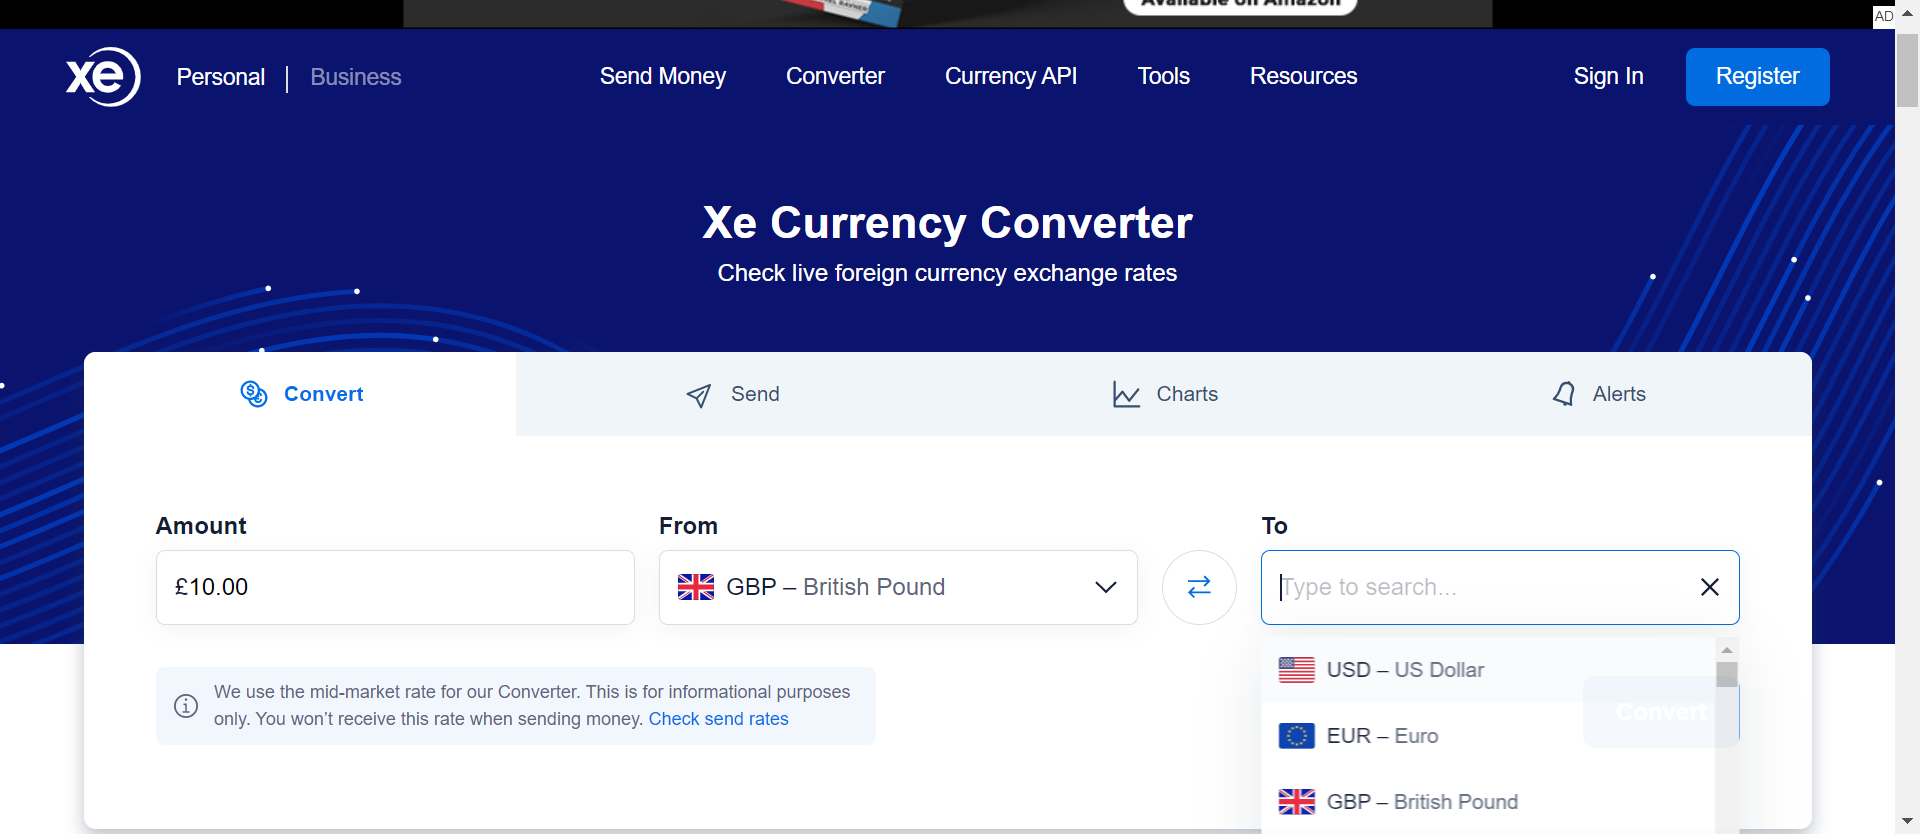 Available on Amazon
AD
xe
Personal | Business
Send Money
Converter
Currency API
Tools
Resources
Sign In
Register
Xe Currency Converter
Check live foreign currency exchange rates
Convert
Send
Charts
Alerts
Amount
From
To
£10.00
GBP – British Pound
Type to search...
We use the mid-market rate for our Converter. This is for informational purposes
only. You won’t receive this rate when sending money. Check send rates
USD – US Dollar
Convert
EUR – Euro
GBP – British Pound